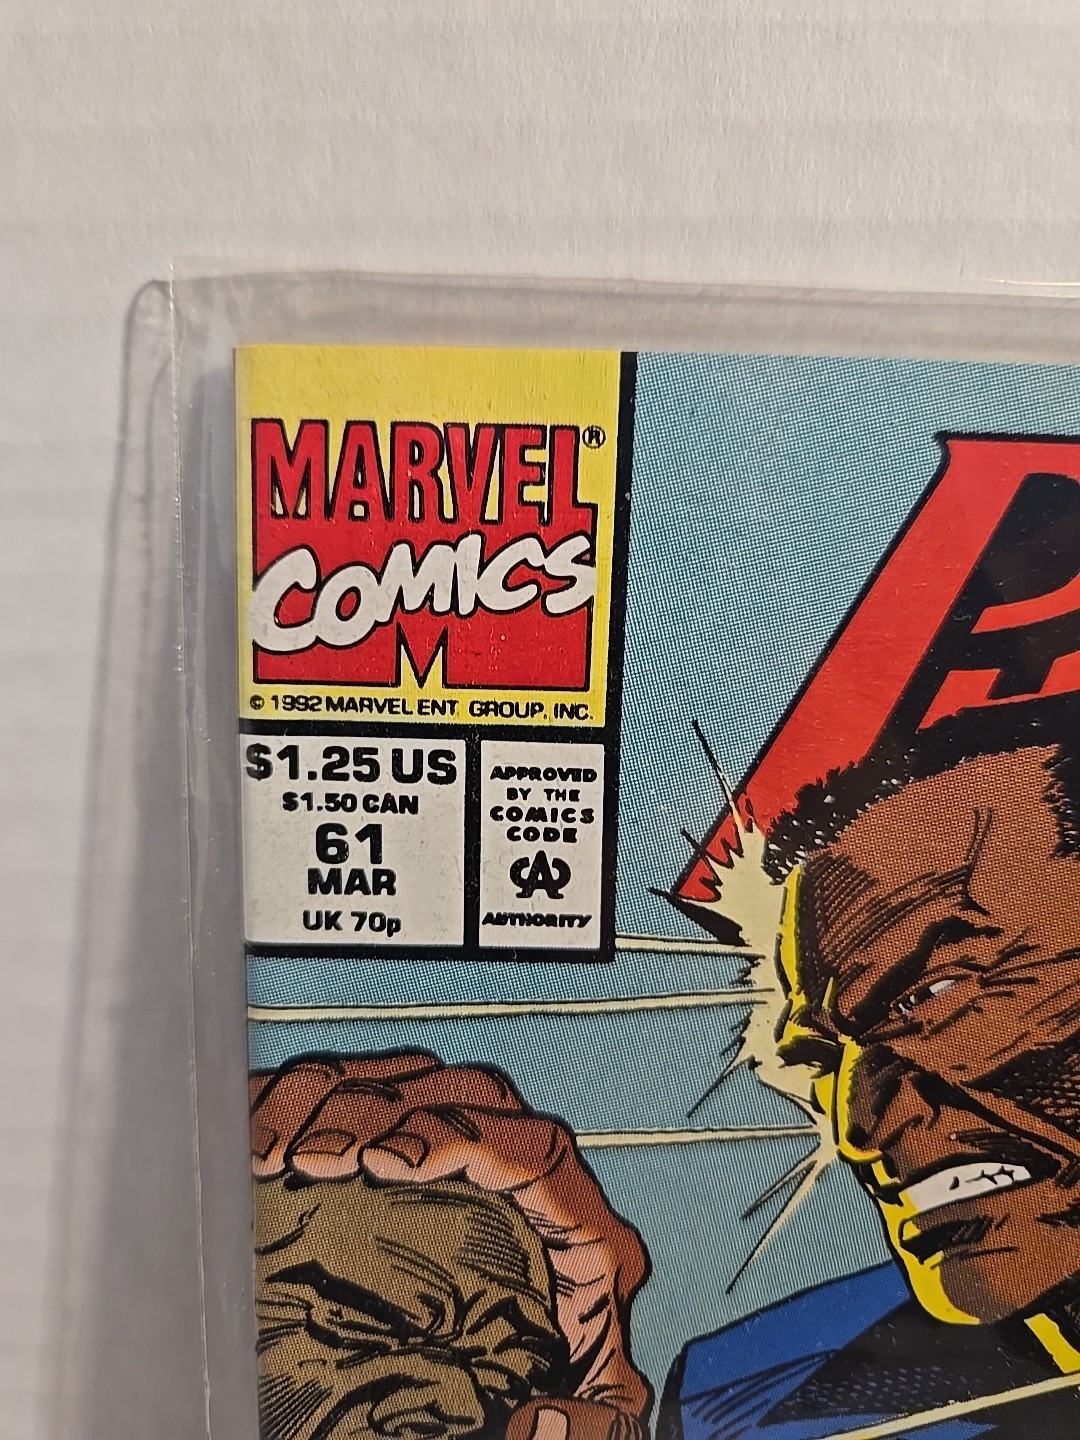 MARVEL®
COMICS
M
© 1992 MARVEL ENT. GROUP, INC.
$1.25 US
$1.50 CAN
61
MAR
UK 70p
APPROVED
BY THE
COMICS
CODE
CA
AUTHORITY